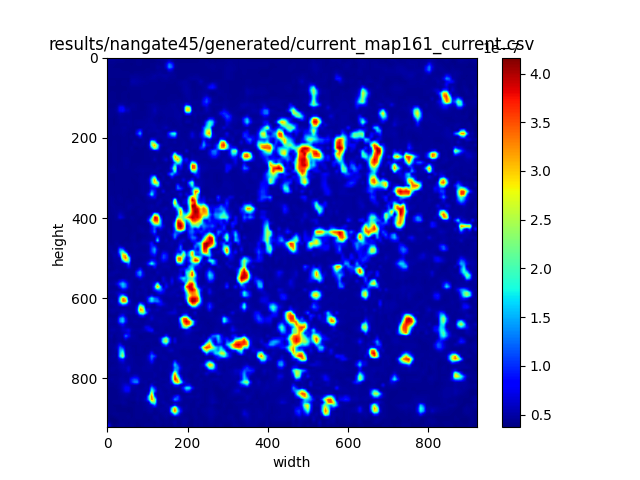 results/nangate45/generated/current_map161_current.csv
1e−7
0
200
400
600
800
height
0 200 400 600 800
width
4.0
3.5
3.0
2.5
2.0
1.5
1.0
0.5